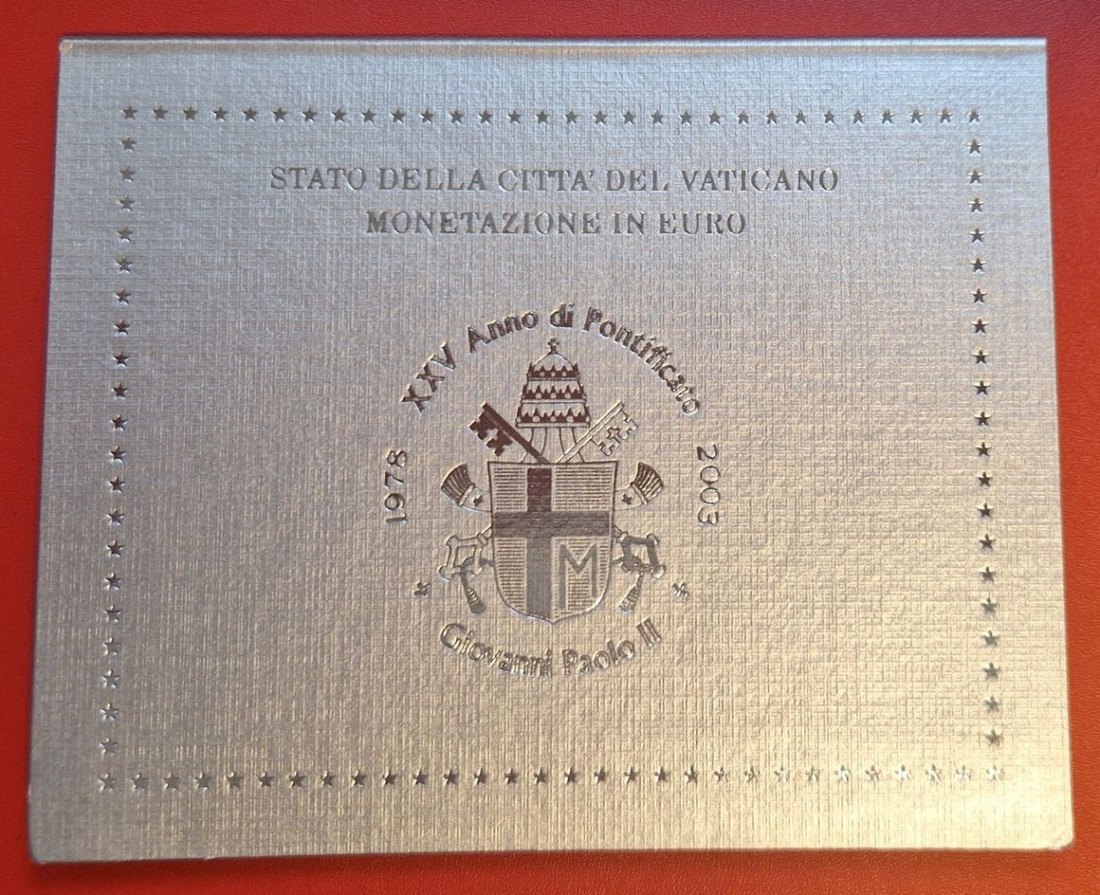 STATO DELLA CITTA' DEL VATICANO
MONETAZIONE IN EURO
XXV Anno di Pontificato
1978
2003
M
Giovanni Paolo II